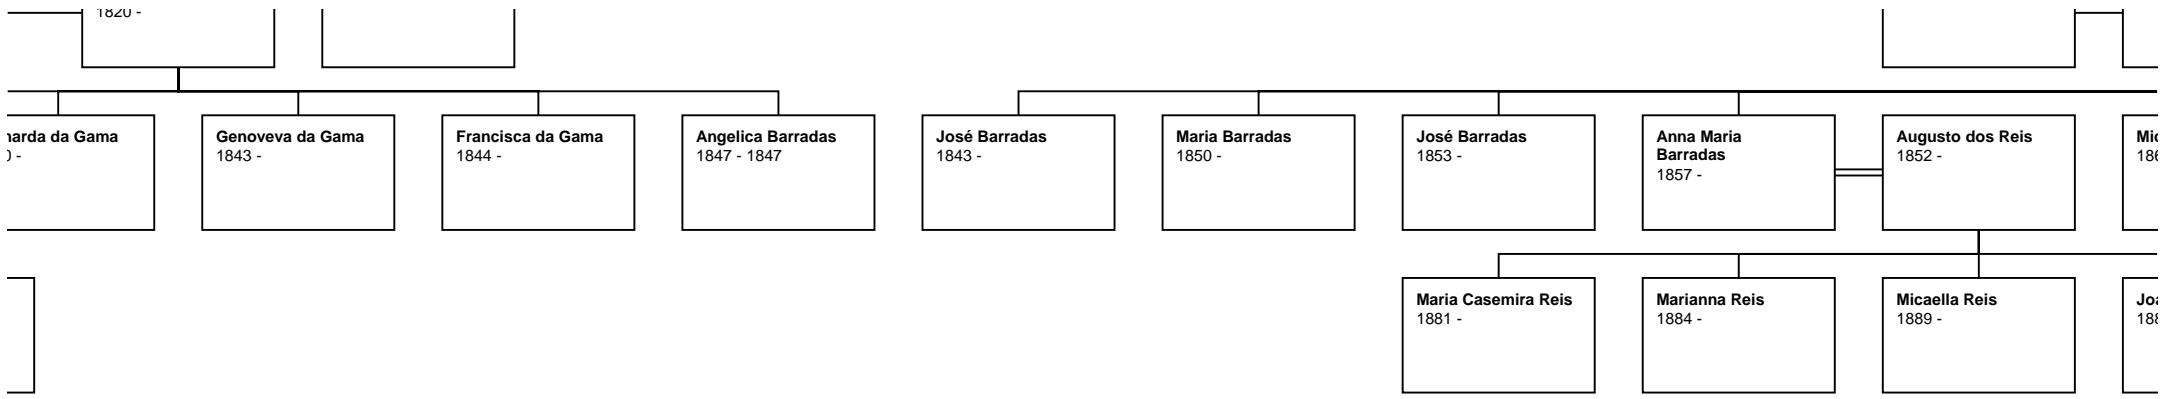 1820 -
da Gama
Genoveva da Gama
1843 -
Francisca da Gama
1844 -
Angelica Barradas
1847 - 1847
José Barradas
1843 -
Maria Barradas
1850 -
José Barradas
1853 -
Anna Maria
Barradas
1857 -
Augusto dos Reis
1852 -
Maria Casemira Reis
1881 -
Marianna Reis
1884 -
Micaella Reis
1889 -